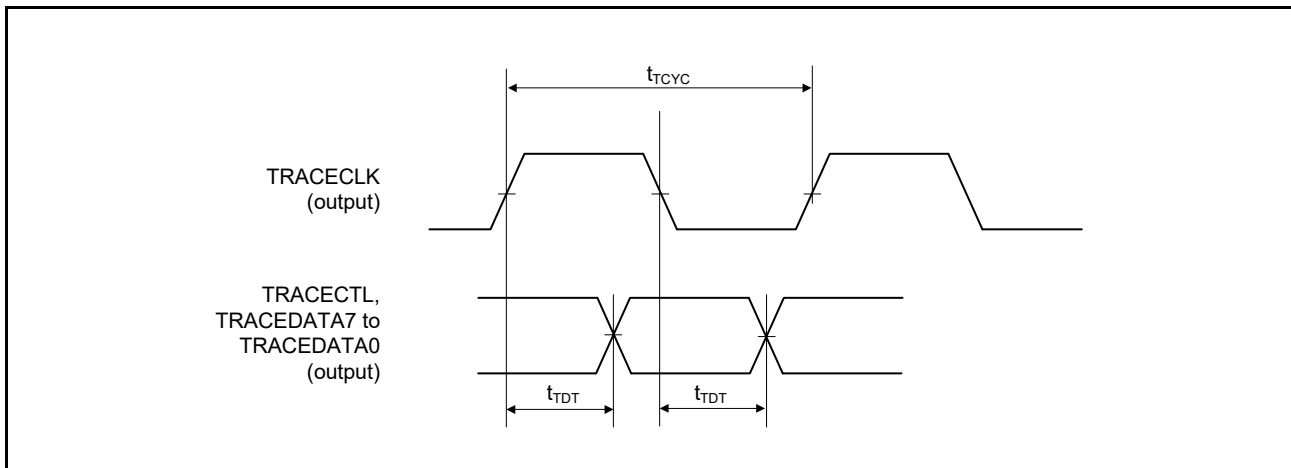 tTCYC
TRACECLK
(output)
TRACECTL,
TRACEDATA7 to
TRACEDATA0
(output)
tTDT
tTDT